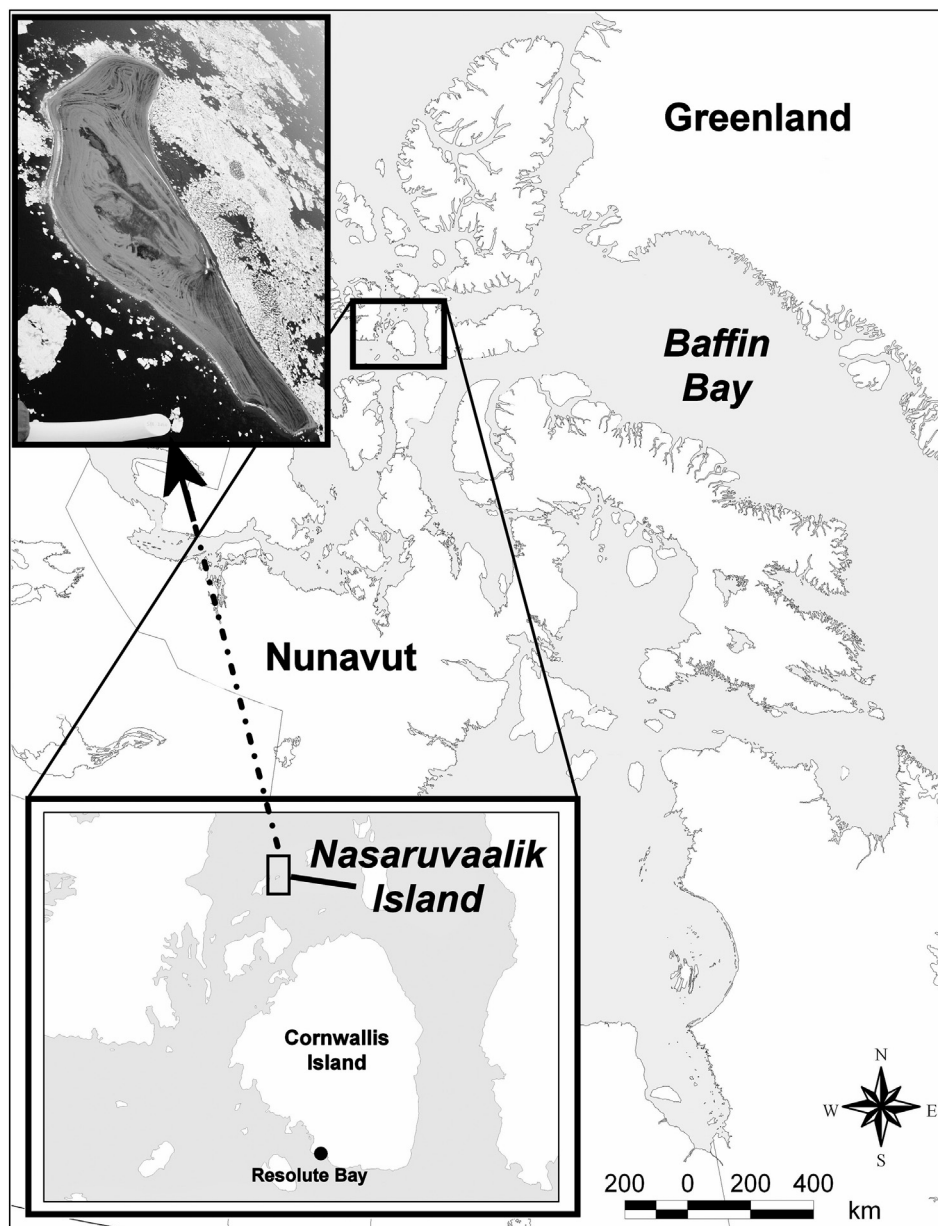 Greenland
Baffin
Bay
Nunavut
Nasaruvaalik
Island
Cornwallis
Island
Resolute Bay
N
W
E
S
200 0 200 400
km